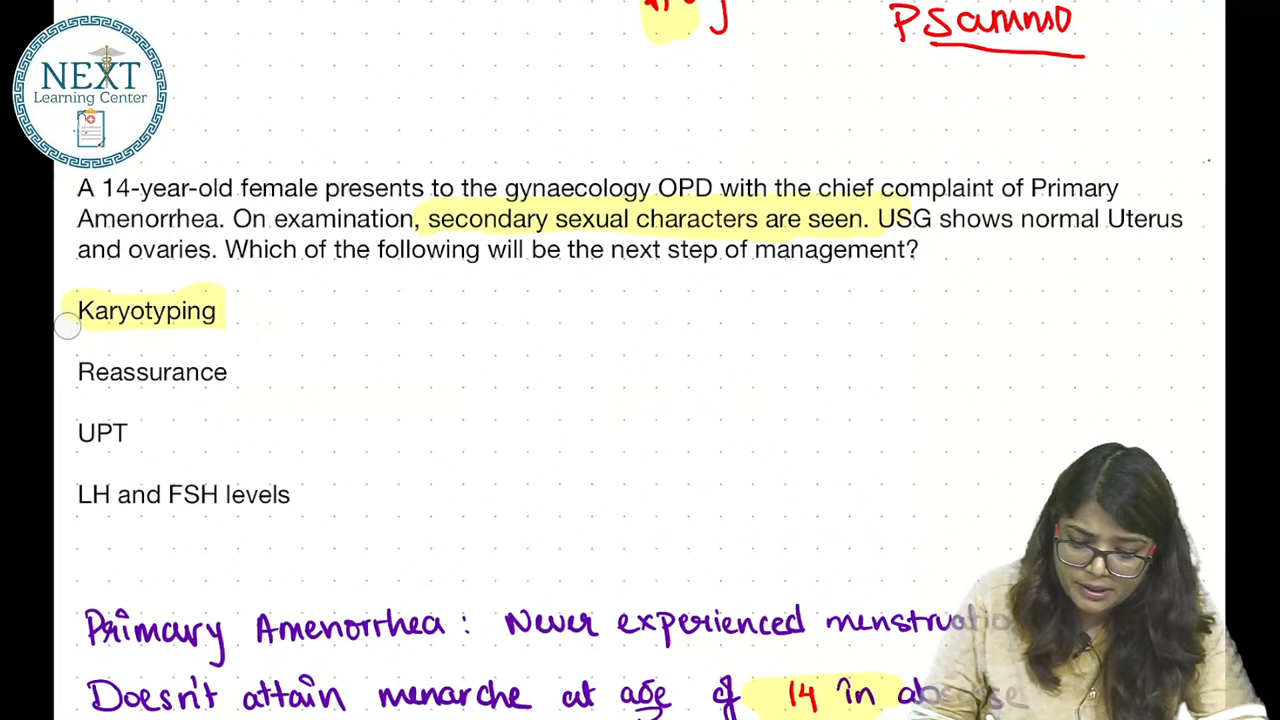 PSammo
NEXT
Learning Center
A 14-year-old female presents to the gynaecology OPD with the chief complaint of Primary
Amenorrhea. On examination, secondary sexual characters are seen. USG shows normal Uterus
and ovaries. Which of the following will be the next step of management?
Karyotyping
Reassurance
UPT
LH and FSH levels
Primary Amenorrhea : Never experienced
Doesn't attain menarche at age of 14 in